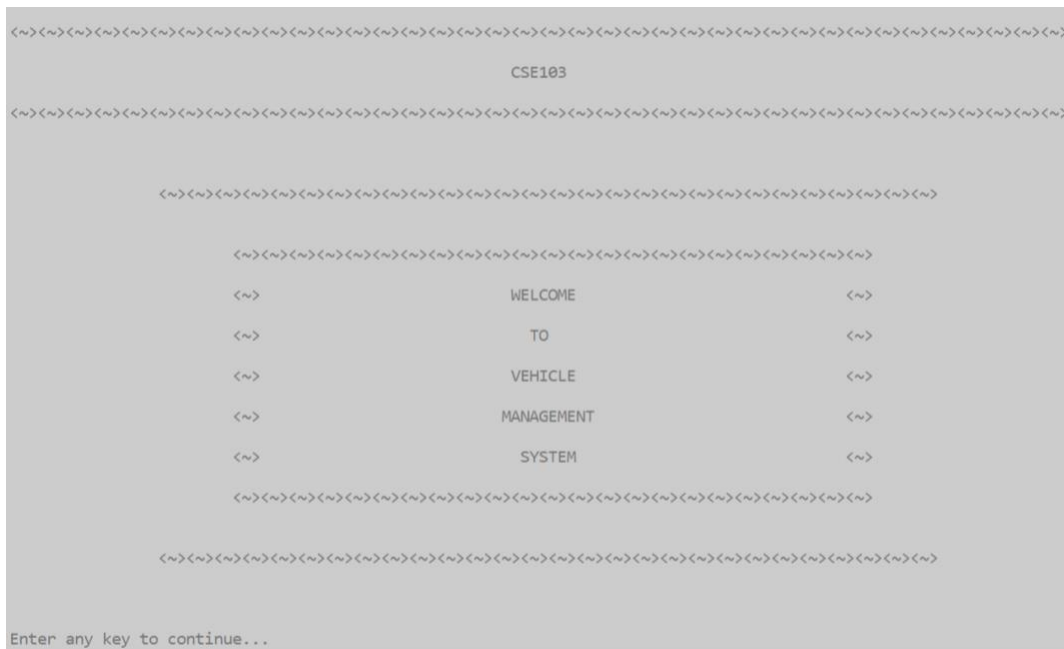 <~><~><~><~><~><~><~><~><~><~><~><~><~><~><~><~><~><~><~><~><~><~><~><~><~><~><~><~><~><~><~><~><~><~><~><~><~><~>
CSE103
<~><~><~><~><~><~><~><~><~><~><~><~><~><~><~><~><~><~><~><~><~><~><~><~><~><~><~><~><~><~><~><~><~><~><~><~><~><~>
<~><~><~><~><~><~><~><~><~><~><~><~><~><~><~><~><~><~><~><~><~><~><~><~><~><~><~><~>
<~><~><~><~><~><~><~><~><~><~><~><~><~><~><~><~><~><~><~><~><~><~><~>
<~> WELCOME <~>
<~> TO <~>
<~> VEHICLE <~>
<~> MANAGEMENT <~>
<~> SYSTEM <~>
<~><~><~><~><~><~><~><~><~><~><~><~><~><~><~><~><~><~><~><~><~><~><~>
<~><~><~><~><~><~><~><~><~><~><~><~><~><~><~><~><~><~><~><~><~><~><~><~><~><~><~><~>
Enter any key to continue...